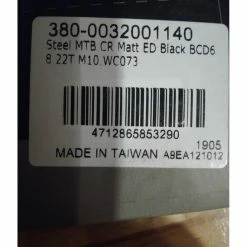 380-0032001140
Steel MTB CR Matt ED Black BCD6
8 22T M10,WC073
4712865853290
1905
MADE IN TAIWAN A9EA121012